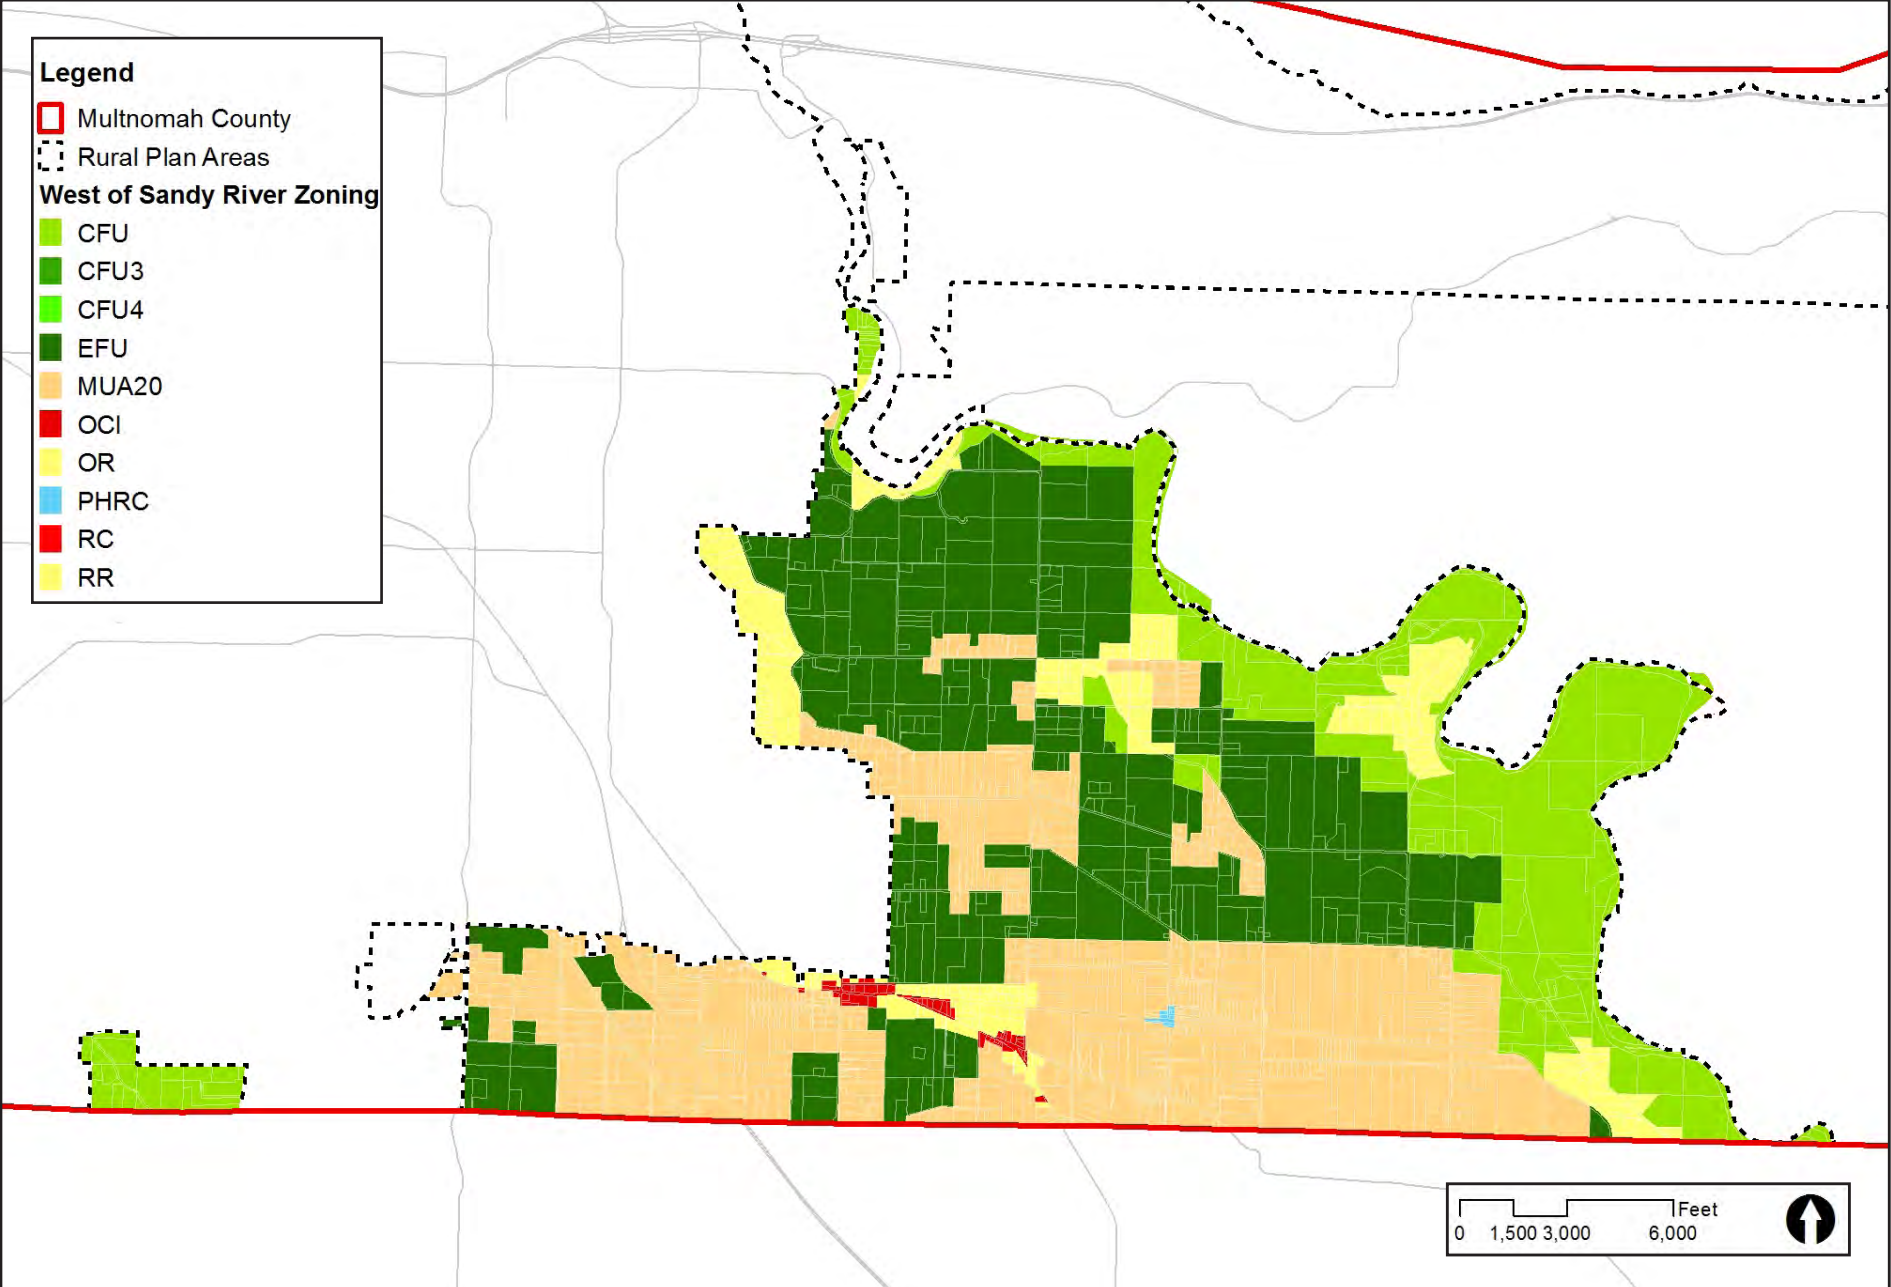 Legend
Multnomah County
Rural Plan Areas
West of Sandy River Zoning
CFU
CFU3
CFU4
EFU
MUA20
OCI
OR
PHRC
RC
RR
Feet
0 1,500 3,000 6,000